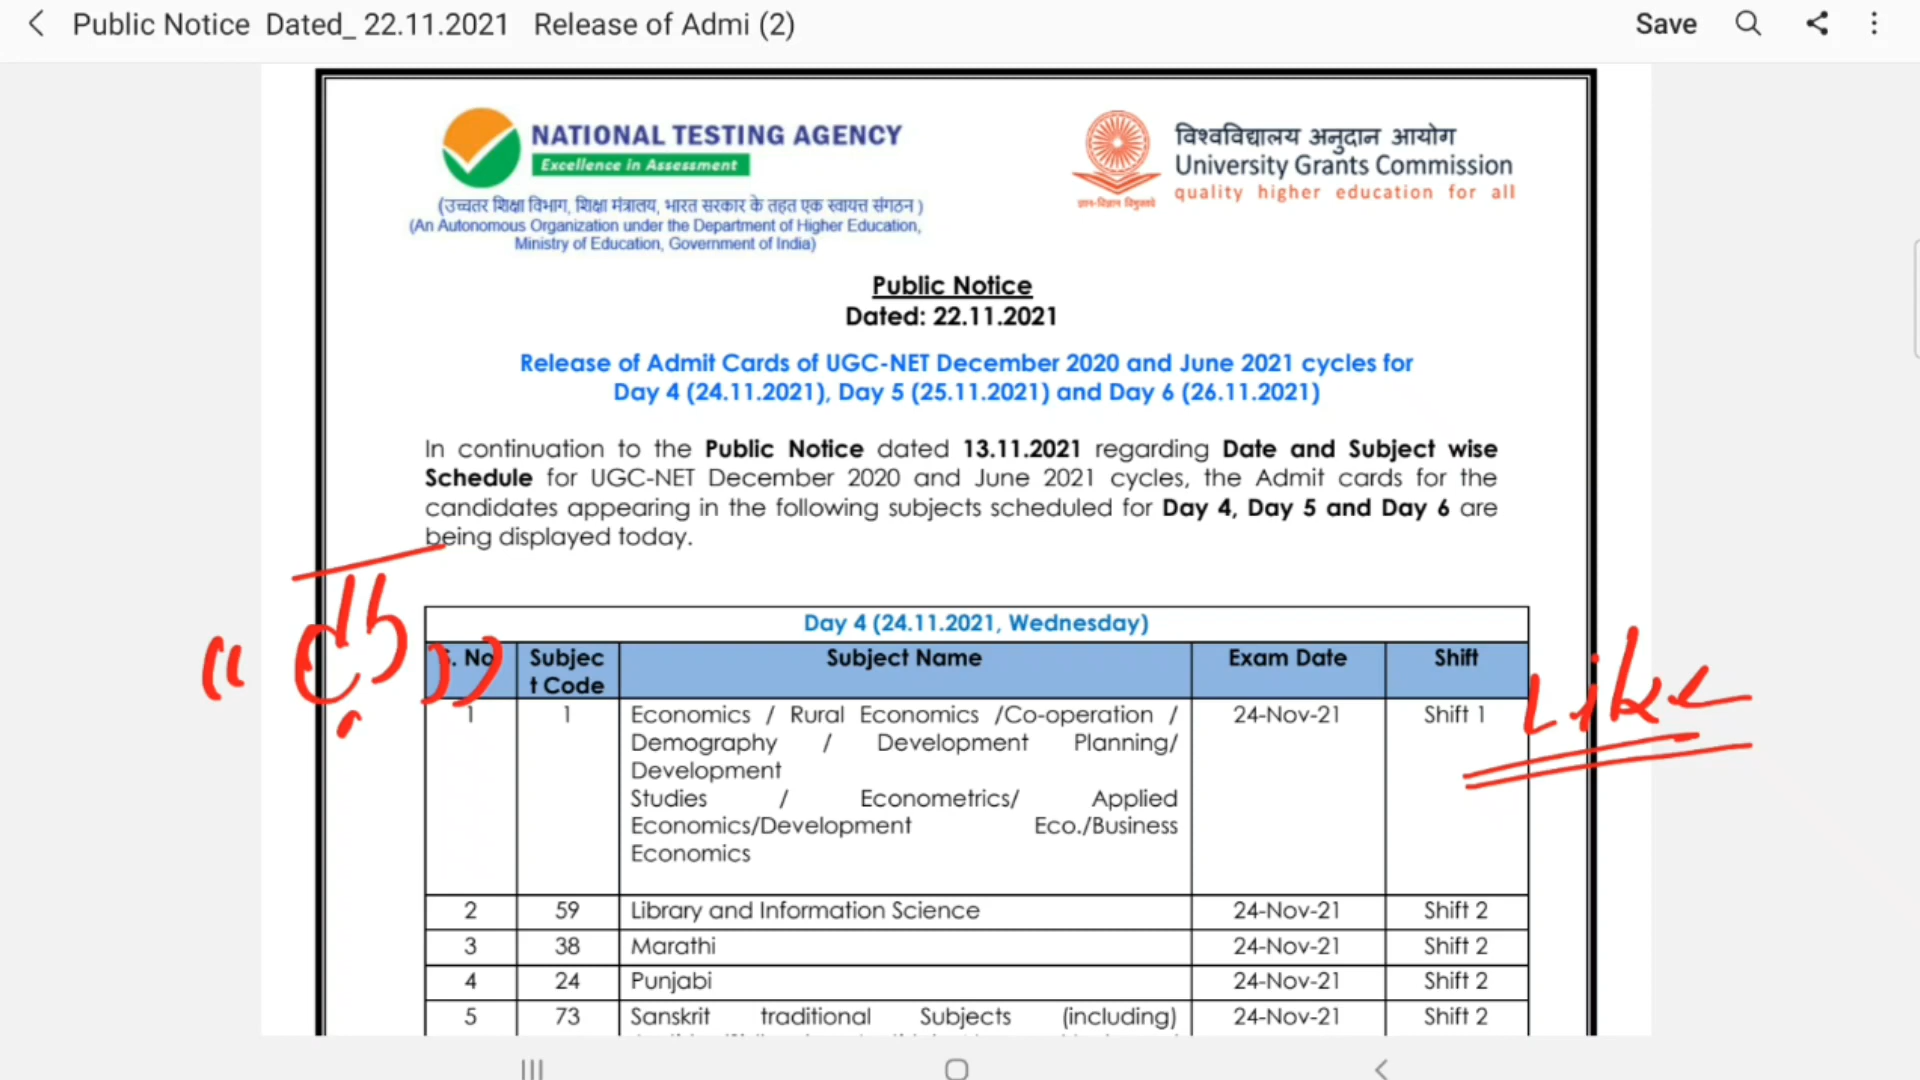 Public Notice Dated_ 22.11.2021 Release of Admi (2)
Save
NATIONAL TESTING AGENCY
Excellence in Assessment
(उच्चतर शिक्षा विभाग, शिक्षा मंत्रालय, भारत सरकार के तहत एक स्वायत्त संगठन )
(An Autonomous Organization under the Department of Higher Education,
Ministry of Education, Government of India)
विश्वविद्यालय अनुदान आयोग
University Grants Commission
quality higher education for all
ज्ञान-विज्ञान विमुक्तये
Public Notice
Dated: 22.11.2021
Release of Admit Cards of UGC-NET December 2020 and June 2021 cycles for
Day 4 (24.11.2021), Day 5 (25.11.2021) and Day 6 (26.11.2021)
In continuation to the Public Notice dated 13.11.2021 regarding Date and Subject wise
Schedule for UGC-NET December 2020 and June 2021 cycles, the Admit cards for the
candidates appearing in the following subjects scheduled for Day 4, Day 5 and Day 6 are
being displayed today.
Day 4 (24.11.2021, Wednesday)
S. No Subjec t Code Subject Name Exam Date Shift
1 1 Economics / Rural Economics /Co-operation / 24-Nov-21 Shift 1
Demography / Development Planning/
Development
Studies / Econometrics/ Applied
Economics/Development Eco./Business
Economics
Like
2 59 Library and Information Science 24-Nov-21 Shift 2
3 38 Marathi 24-Nov-21 Shift 2
4 24 Punjabi 24-Nov-21 Shift 2
5 73 Sanskrit traditional Subjects (including) 24-Nov-21 Shift 2